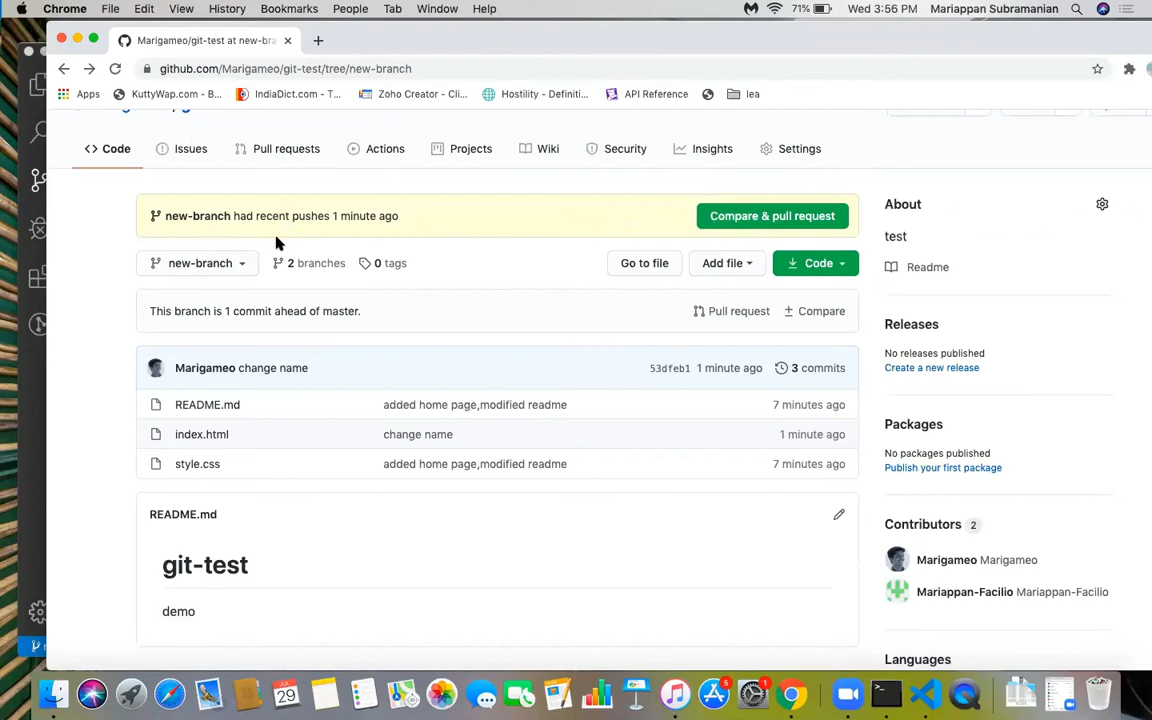 Chrome File Edit View History Bookmarks People Tab Window Help 71% Wed 3:56 PM Mariappan Subramanian
Marigameo/git-test at new-bra
github.com/Marigameo/git-test/tree/new-branch
Apps KuttyWap.com - B... IndiaDict.com - T... Zoho Creator - Cli... Hostility - Definiti... API Reference lea
Code Issues Pull requests Actions Projects Wiki Security Insights Settings
new-branch had recent pushes 1 minute ago Compare & pull request
new-branch 2 branches 0 tags Go to file Add file Code
This branch is 1 commit ahead of master. Pull request Compare
Marigameo change name 53dfeb1 1 minute ago 3 commits
README.md added home page,modified readme 7 minutes ago
index.html change name 1 minute ago
style.css added home page,modified readme 7 minutes ago
README.md
git-test
demo
About
test
Readme
Releases
No releases published
Create a new release
Packages
No packages published
Publish your first package
Contributors 2
Marigameo Marigameo
Mariappan-Facilio Mariappan-Facilio
Languages
29
5
1